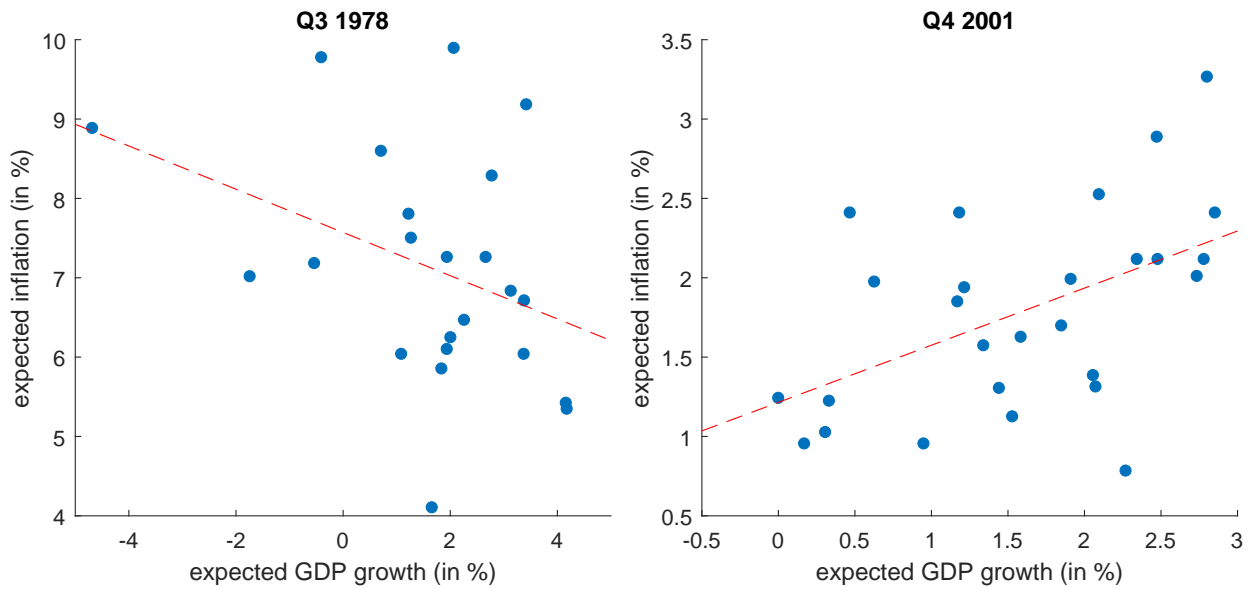 Q3 1978
expected inflation (in %)
10
9
8
7
6
5
4
-4 -2 0 2 4
expected GDP growth (in %)
Q4 2001
expected inflation (in %)
3.5
3
2.5
2
1.5
1
0.5
-0.5 0 0.5 1 1.5 2 2.5 3
expected GDP growth (in %)